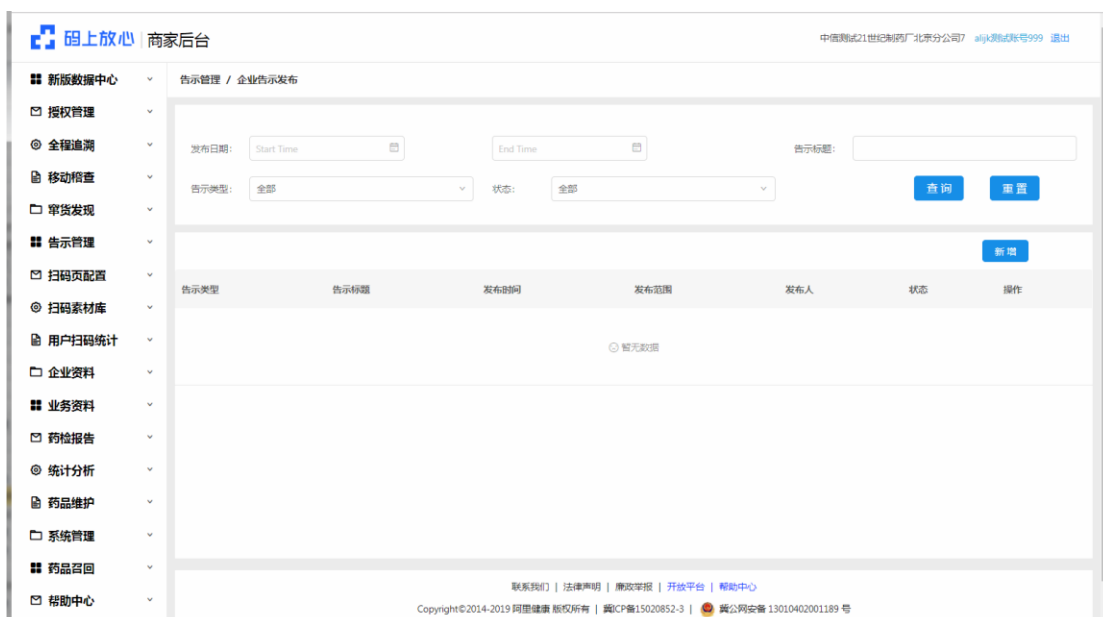 码上放心 商家后台
中信测试21世纪制药厂北京分公司7 alijk测试账号999 退出
新版数据中心
告示管理 / 企业告示发布
授权管理
全程追溯
移动稽查
窜货发现
告示管理
扫码页配置
扫码素材库
用户扫码统计
企业资料
业务资料
药检报告
统计分析
药品维护
系统管理
药品召回
帮助中心
发布日期: Start Time End Time 告示标题:
告示类型: 全部 状态: 全部 查询 重置
新增
告示类型 告示标题 发布时间 发布范围 发布人 状态 操作
暂无数据
联系我们 | 法律声明 | 廉政举报 | 开放平台 | 帮助中心
Copyright©2014-2019 阿里健康 版权所有 | 冀ICP备15020852-3 | 冀公网安备 13010402001189 号